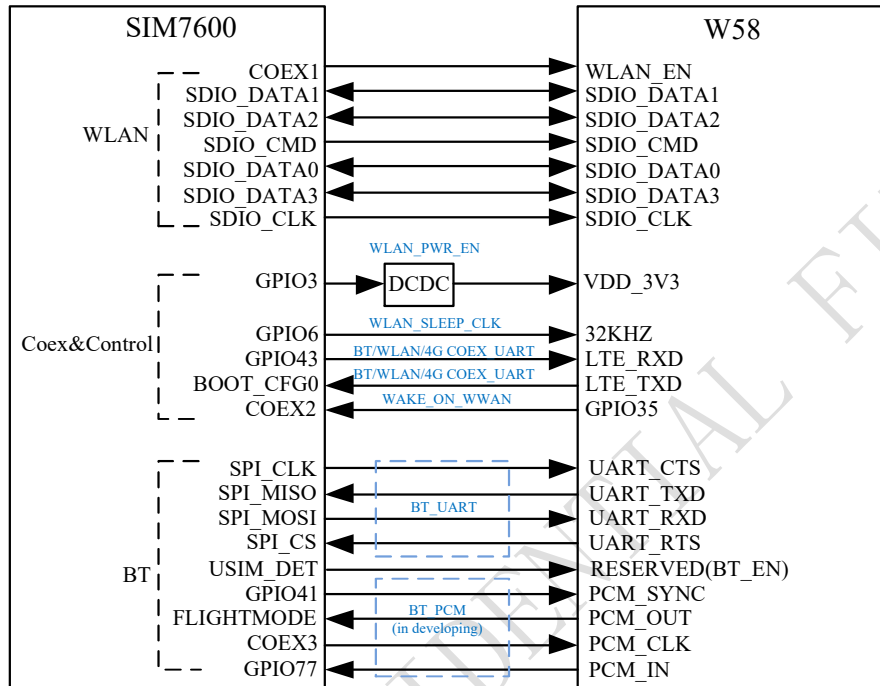 SIM7600 W58
COEX1 WLAN_EN
SDIO_DATA1 SDIO_DATA1
SDIO_DATA2 SDIO_DATA2
WLAN SDIO_CMD SDIO_CMD
SDIO_DATA0 SDIO_DATA0
SDIO_DATA3 SDIO_DATA3
SDIO_CLK SDIO_CLK
WLAN_PWR_EN
GPIO3 DCDC VDD_3V3
GPIO6 WLAN_SLEEP_CLK 32KHZ
Coex&Control
GPIO43 BT/WLAN/4G COEX_UART LTE_RXD
BOOT_CFG0 BT/WLAN/4G COEX_UART LTE_TXD
COEX2 WAKE_ON_WWAN GPIO35
SPI_CLK UART_CTS
SPI_MISO UART_TXD
BT_UART
SPI_MOSI UART_RXD
SPI_CS UART_RTS
BT USIM_DET RESERVED(BT_EN)
GPIO41 PCM_SYNC
FLIGHTMODE BT_PCM PCM_OUT
(in developing)
COEX3 PCM_CLK
GPIO77 PCM_IN